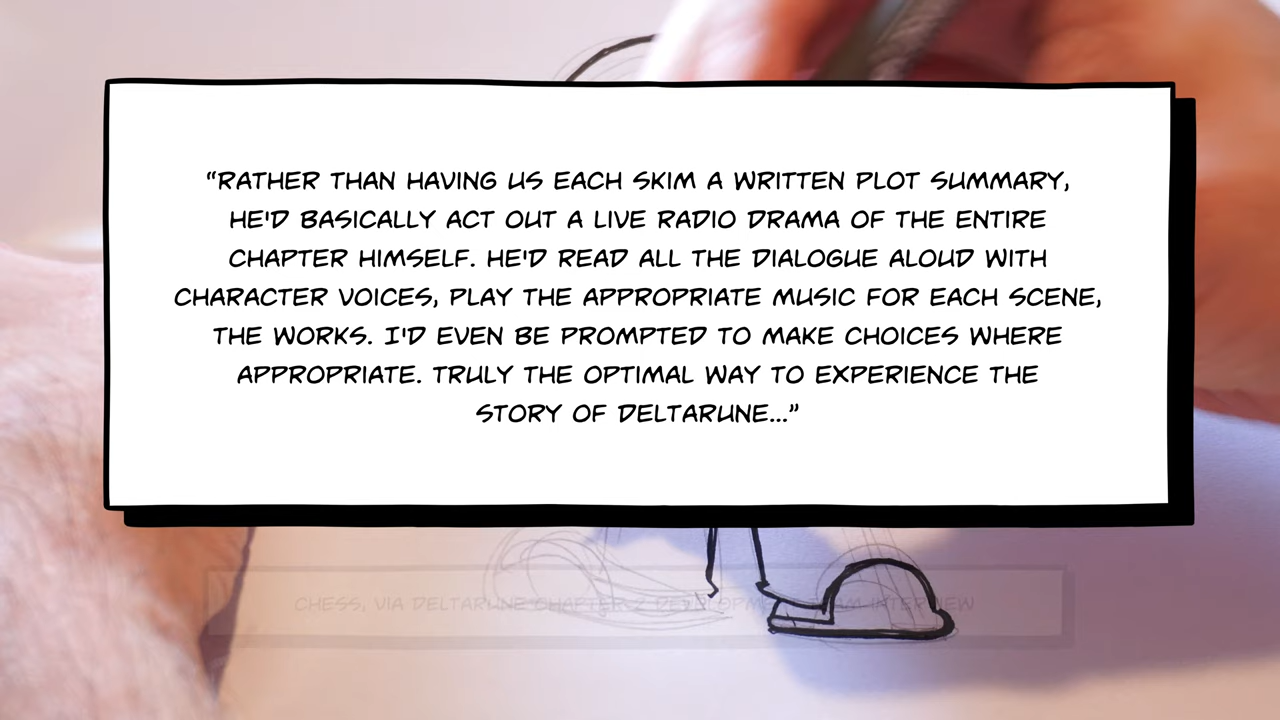 “RATHER THAN HAVING US EACH SKIM A WRITTEN PLOT SUMMARY,
HE'D BASICALLY ACT OUT A LIVE RADIO DRAMA OF THE ENTIRE
CHAPTER HIMSELF. HE'D READ ALL THE DIALOGUE ALOUD WITH
CHARACTER VOICES, PLAY THE APPROPRIATE MUSIC FOR EACH SCENE,
THE WORKS. I'D EVEN BE PROMPTED TO MAKE CHOICES WHERE
APPROPRIATE. TRULY THE OPTIMAL WAY TO EXPERIENCE THE
STORY OF DELTARUNE...”
CHESS, VIA DELTARUNE CHAPTER 2 DEVELOPMENT TEAM INTERVIEW